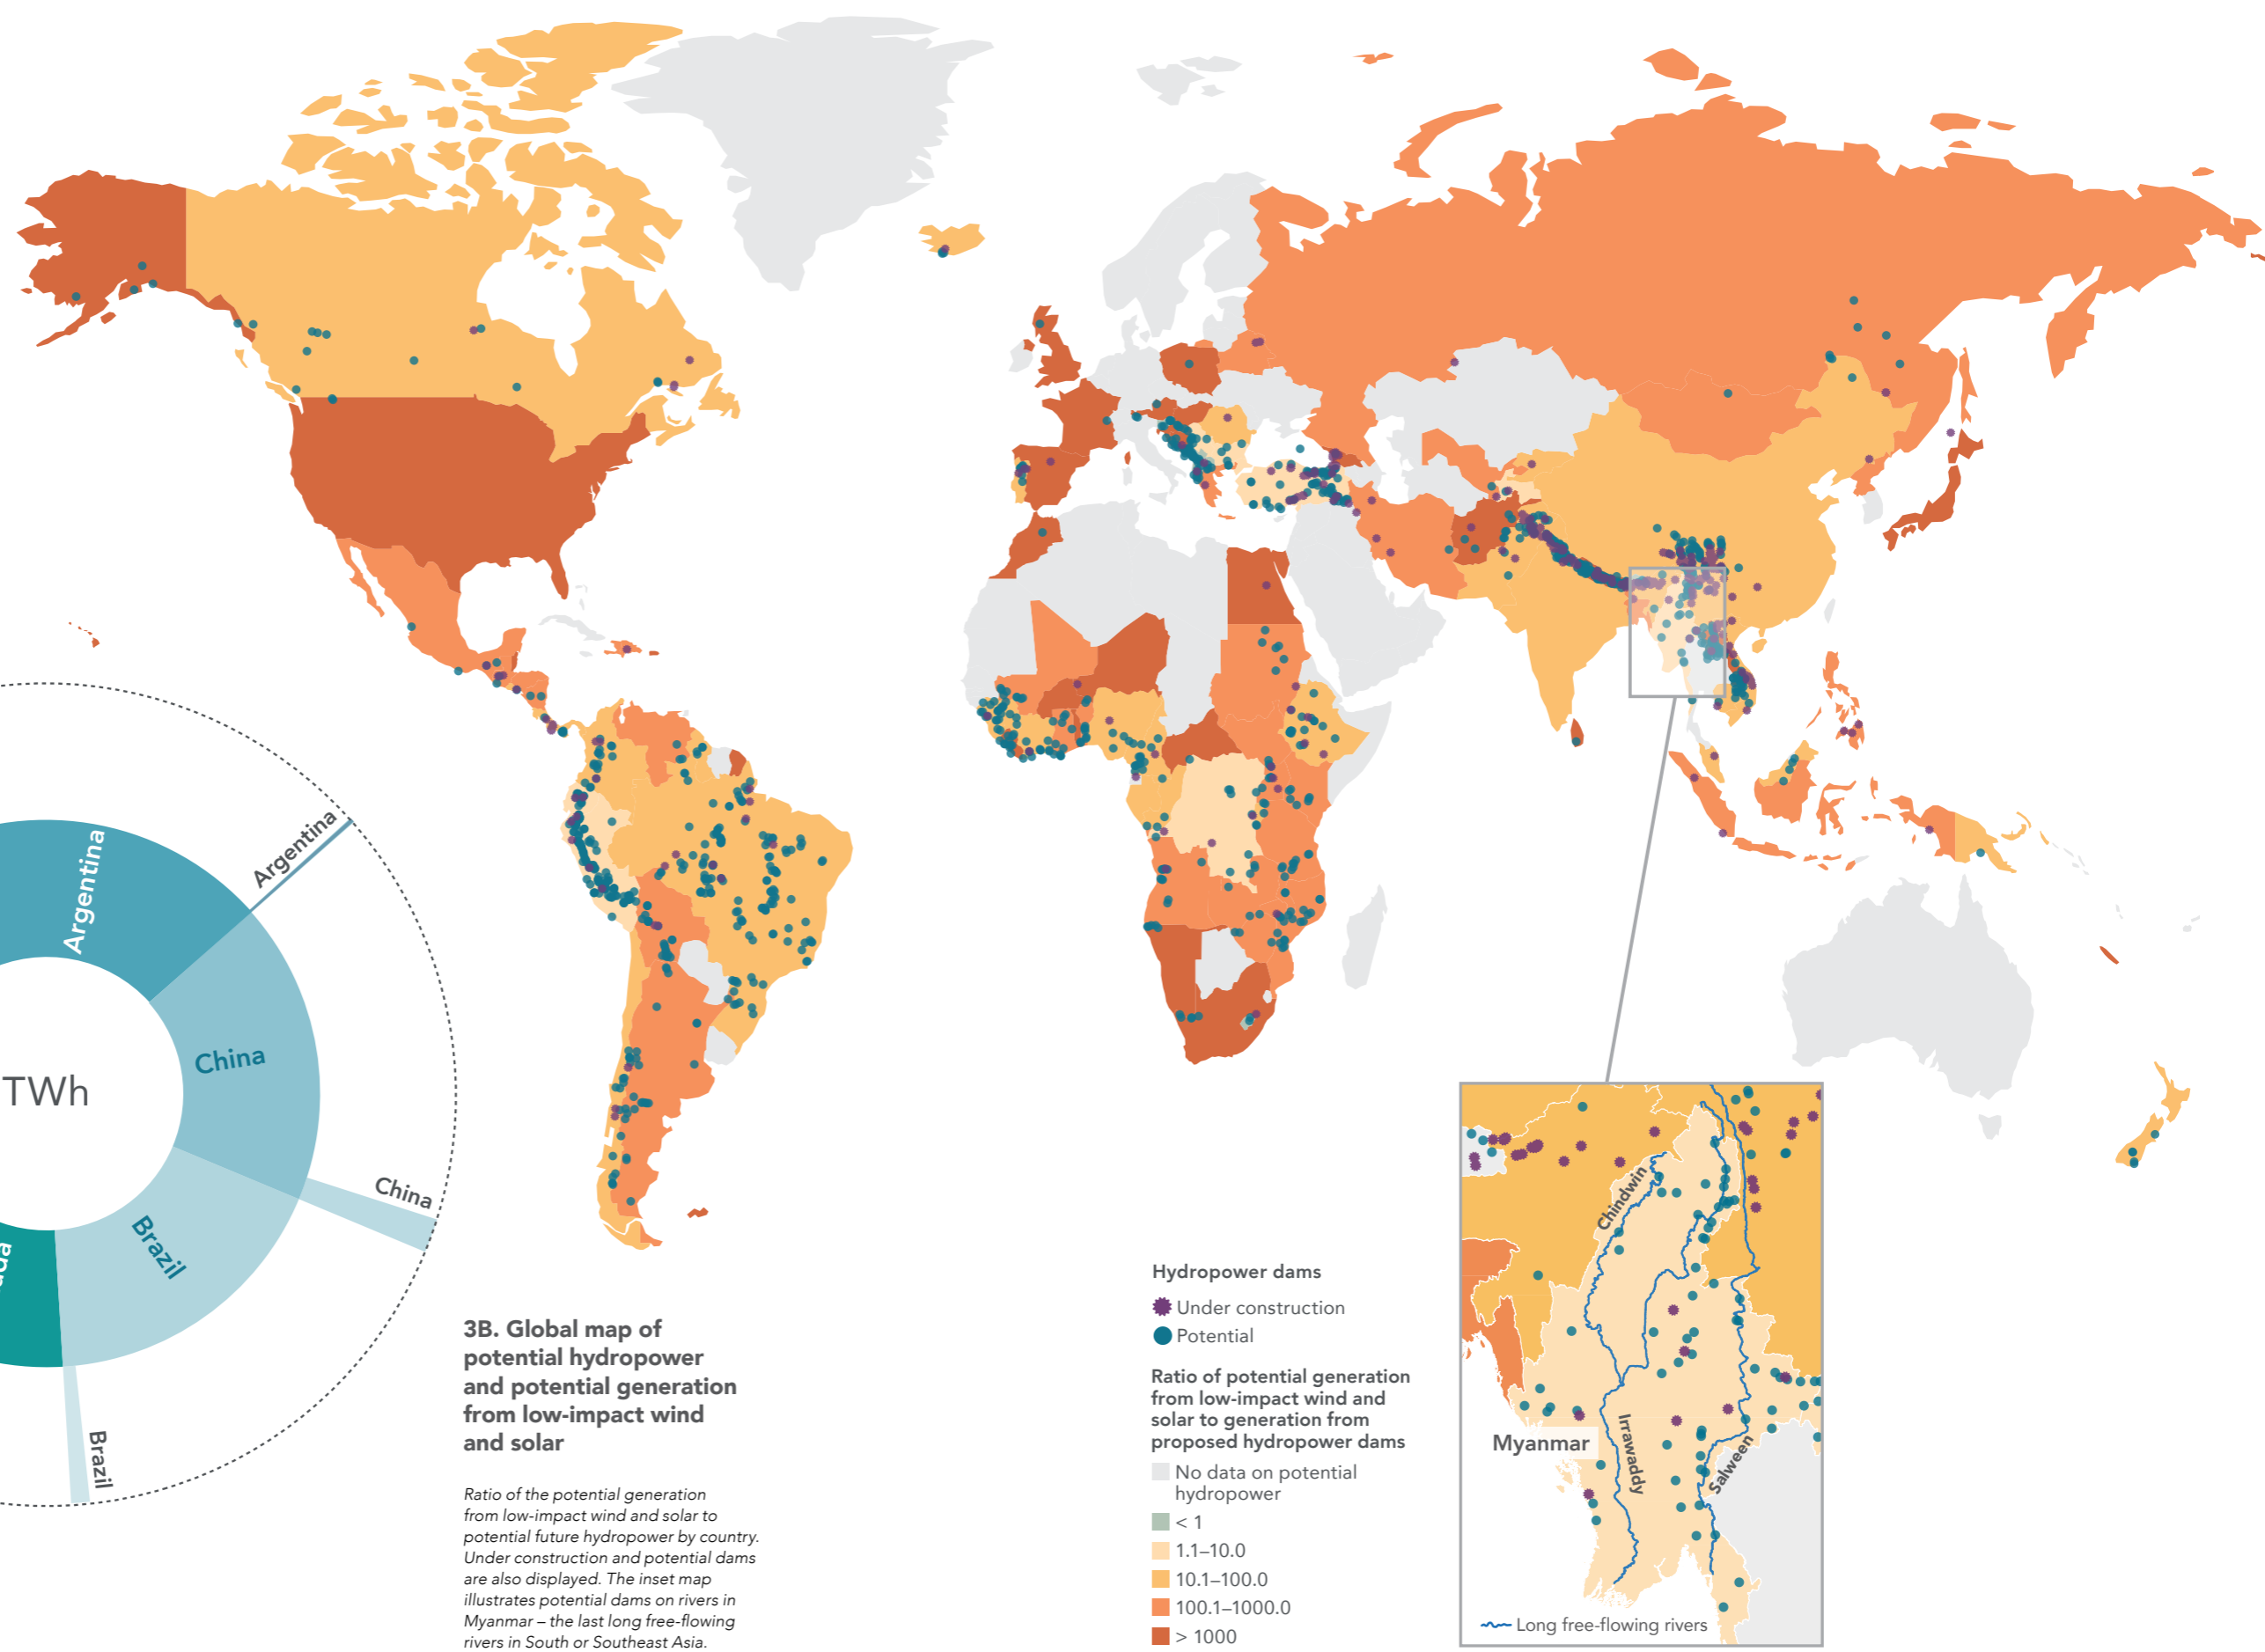 Argentina
Argentina
China
TWh
China
Brazil
Brazil
3B. Global map of
potential hydropower
and potential generation
from low-impact wind
and solar
Ratio of the potential generation
from low-impact wind and solar to
potential future hydropower by country.
Under construction and potential dams
are also displayed. The inset map
illustrates potential dams on rivers in
Myanmar – the last long free-flowing
rivers in South or Southeast Asia.
Hydropower dams
Under construction
Potential
Ratio of potential generation
from low-impact wind and
solar to generation from
proposed hydropower dams
No data on potential
hydropower
< 1
1.1–10.0
10.1–100.0
100.1–1000.0
> 1000
Chindwin
Myanmar
Irrawaddy
Salween
Long free-flowing rivers